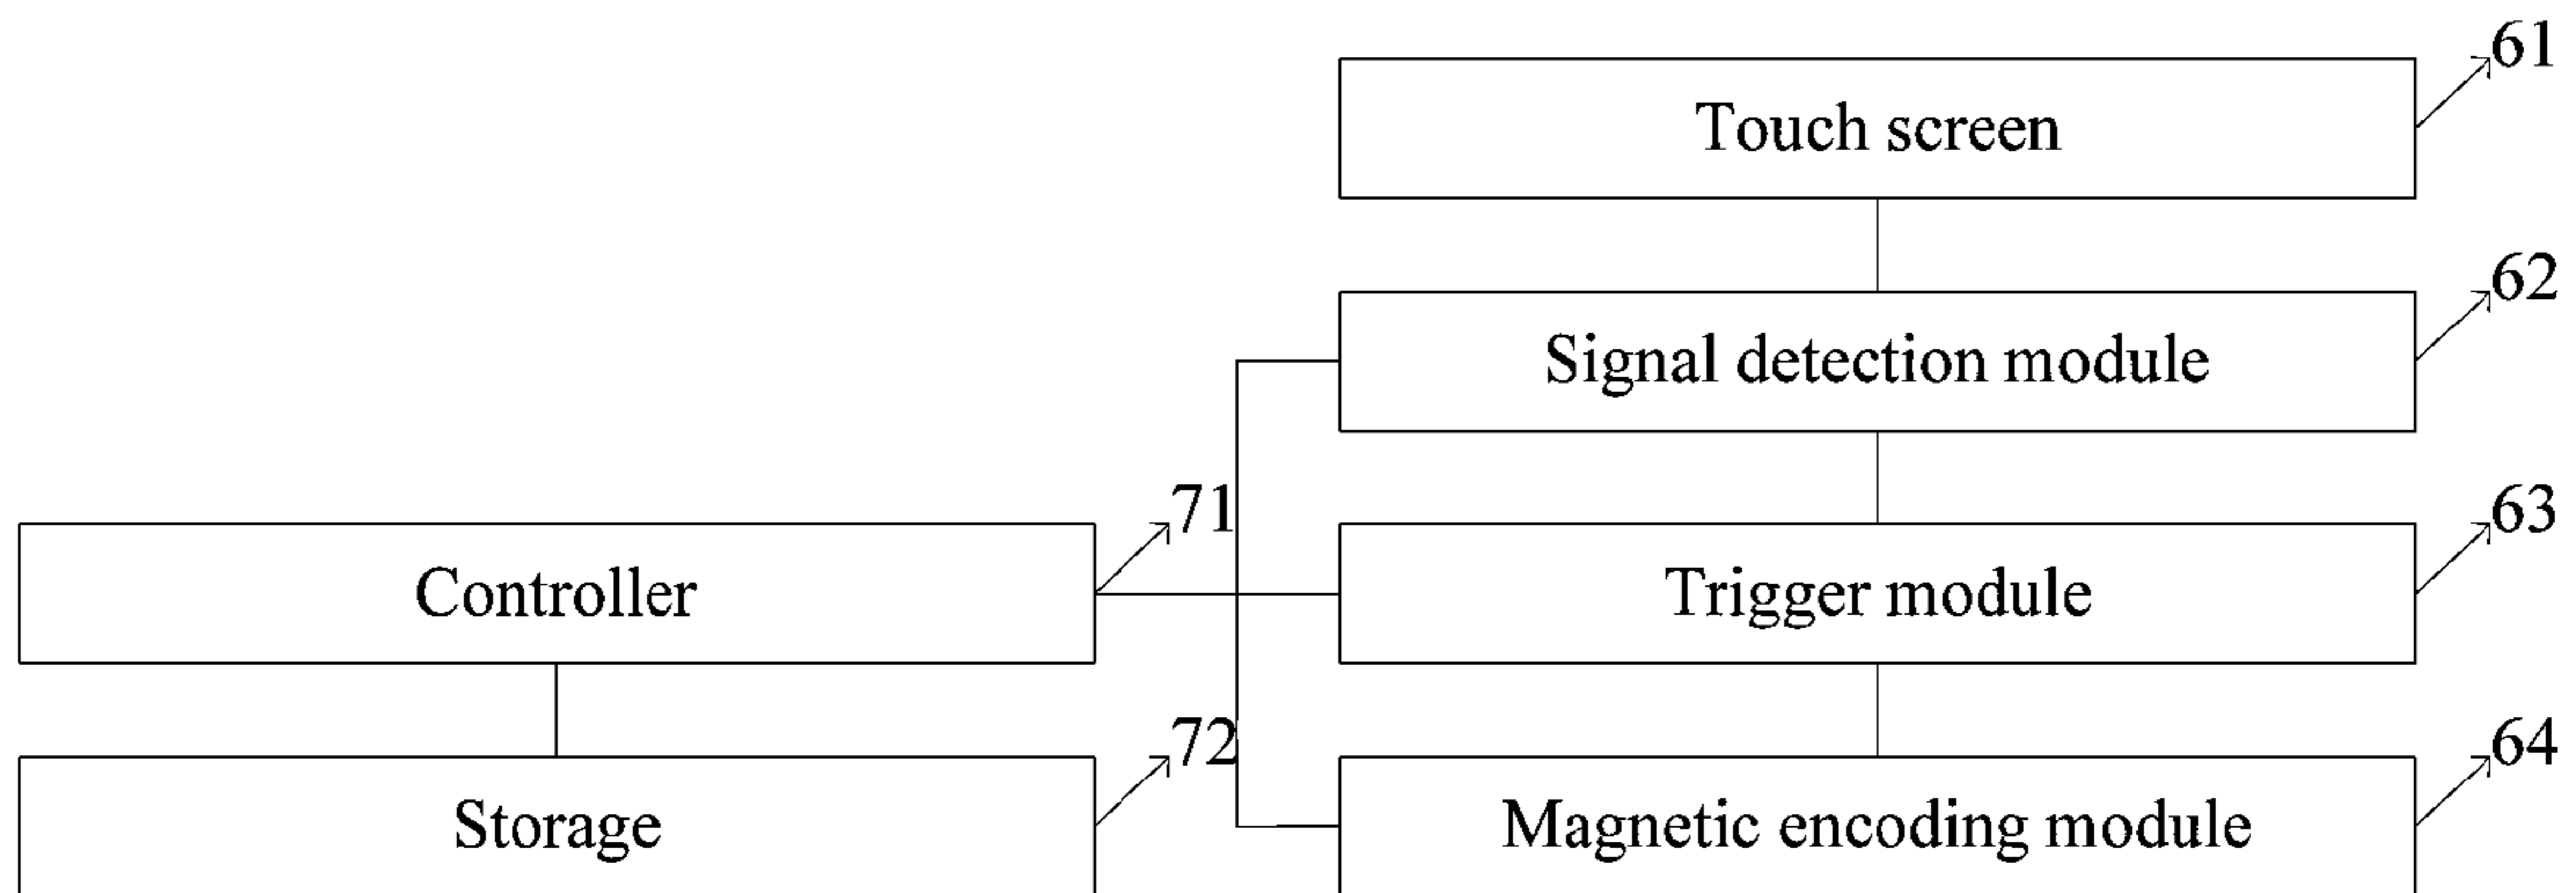 61
Touch screen
62
Signal detection module
71
63
Controller
Trigger module
72
64
Storage
Magnetic encoding module